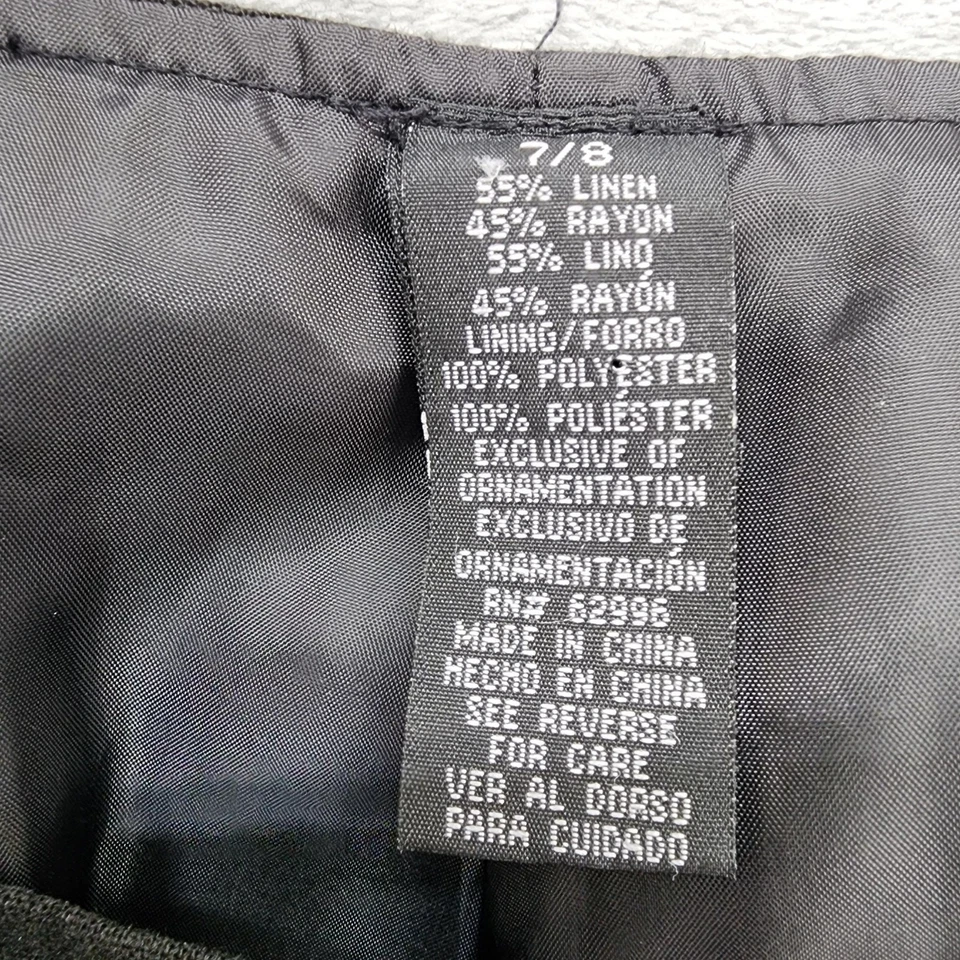 7/8
55% LINEN
45% RAYON
55% LINO
45% RAYÓN
LINING/FORRO
100% POLYESTER
100% POLIÉSTER
EXCLUSIVE OF
ORNAMENTATION
EXCLUSIVO DE
ORNAMENTACIÓN
RN# 62996
MADE IN CHINA
HECHO EN CHINA
SEE REVERSE
FOR CARE
VER AL DORSO
PARA CUIDADO